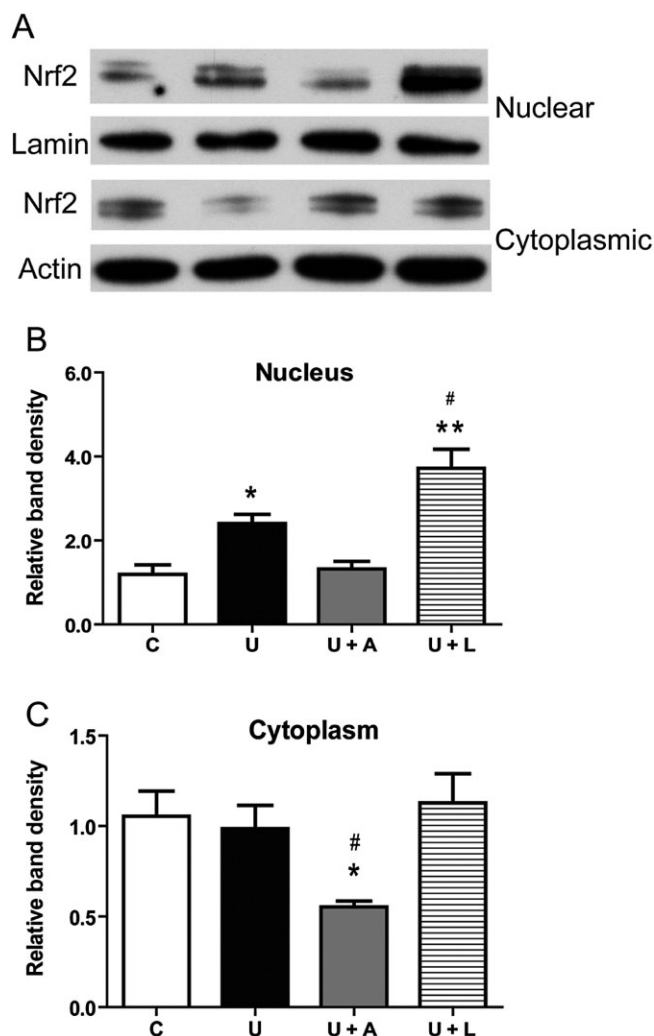 A
Nrf2
Nuclear
Lamin
Nrf2
Cytoplasmic
Actin
B
Nucleus
Relative band density
6.0
4.0
2.0
0.0
*
#
**
C U U + A U + L
C
Cytoplasm
Relative band density
1.5
1.0
0.5
0.0
#
*
C U U + A U + L